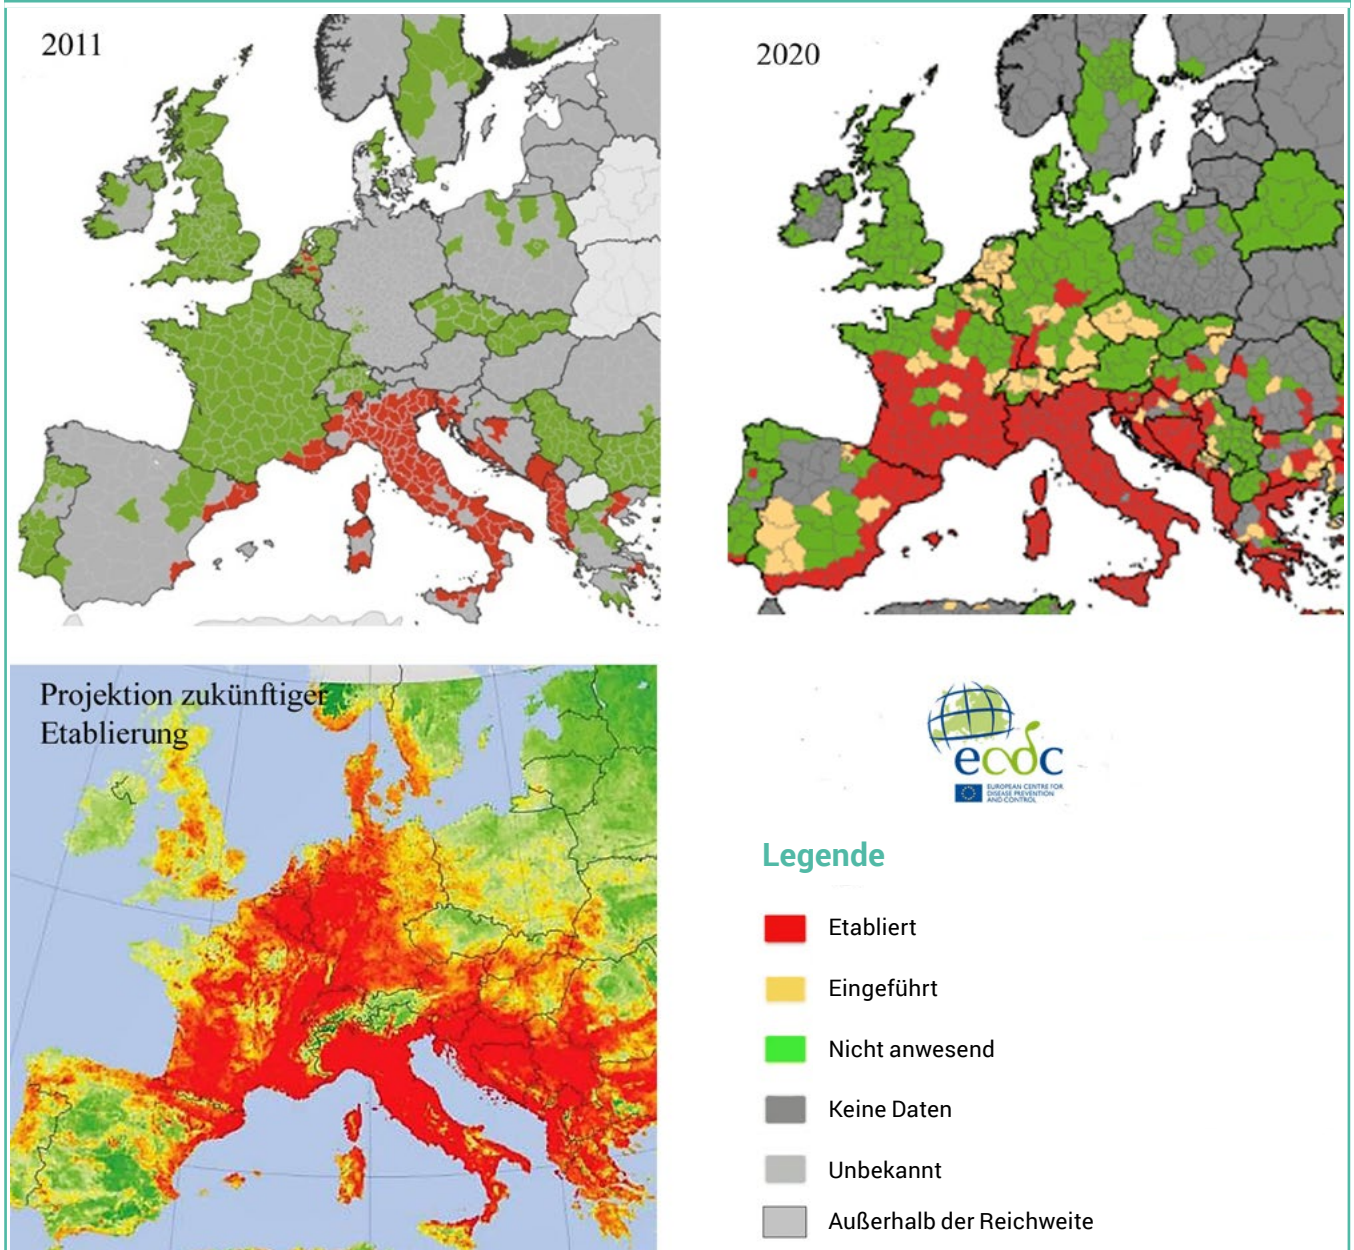 2011
2020
Projektion zukünftiger
Etablierung
ecdc
EUROPEAN CENTRE FOR
DISEASE PREVENTION
AND CONTROL
Legende
Etabliert
Eingeführt
Nicht anwesend
Keine Daten
Unbekannt
Außerhalb der Reichweite